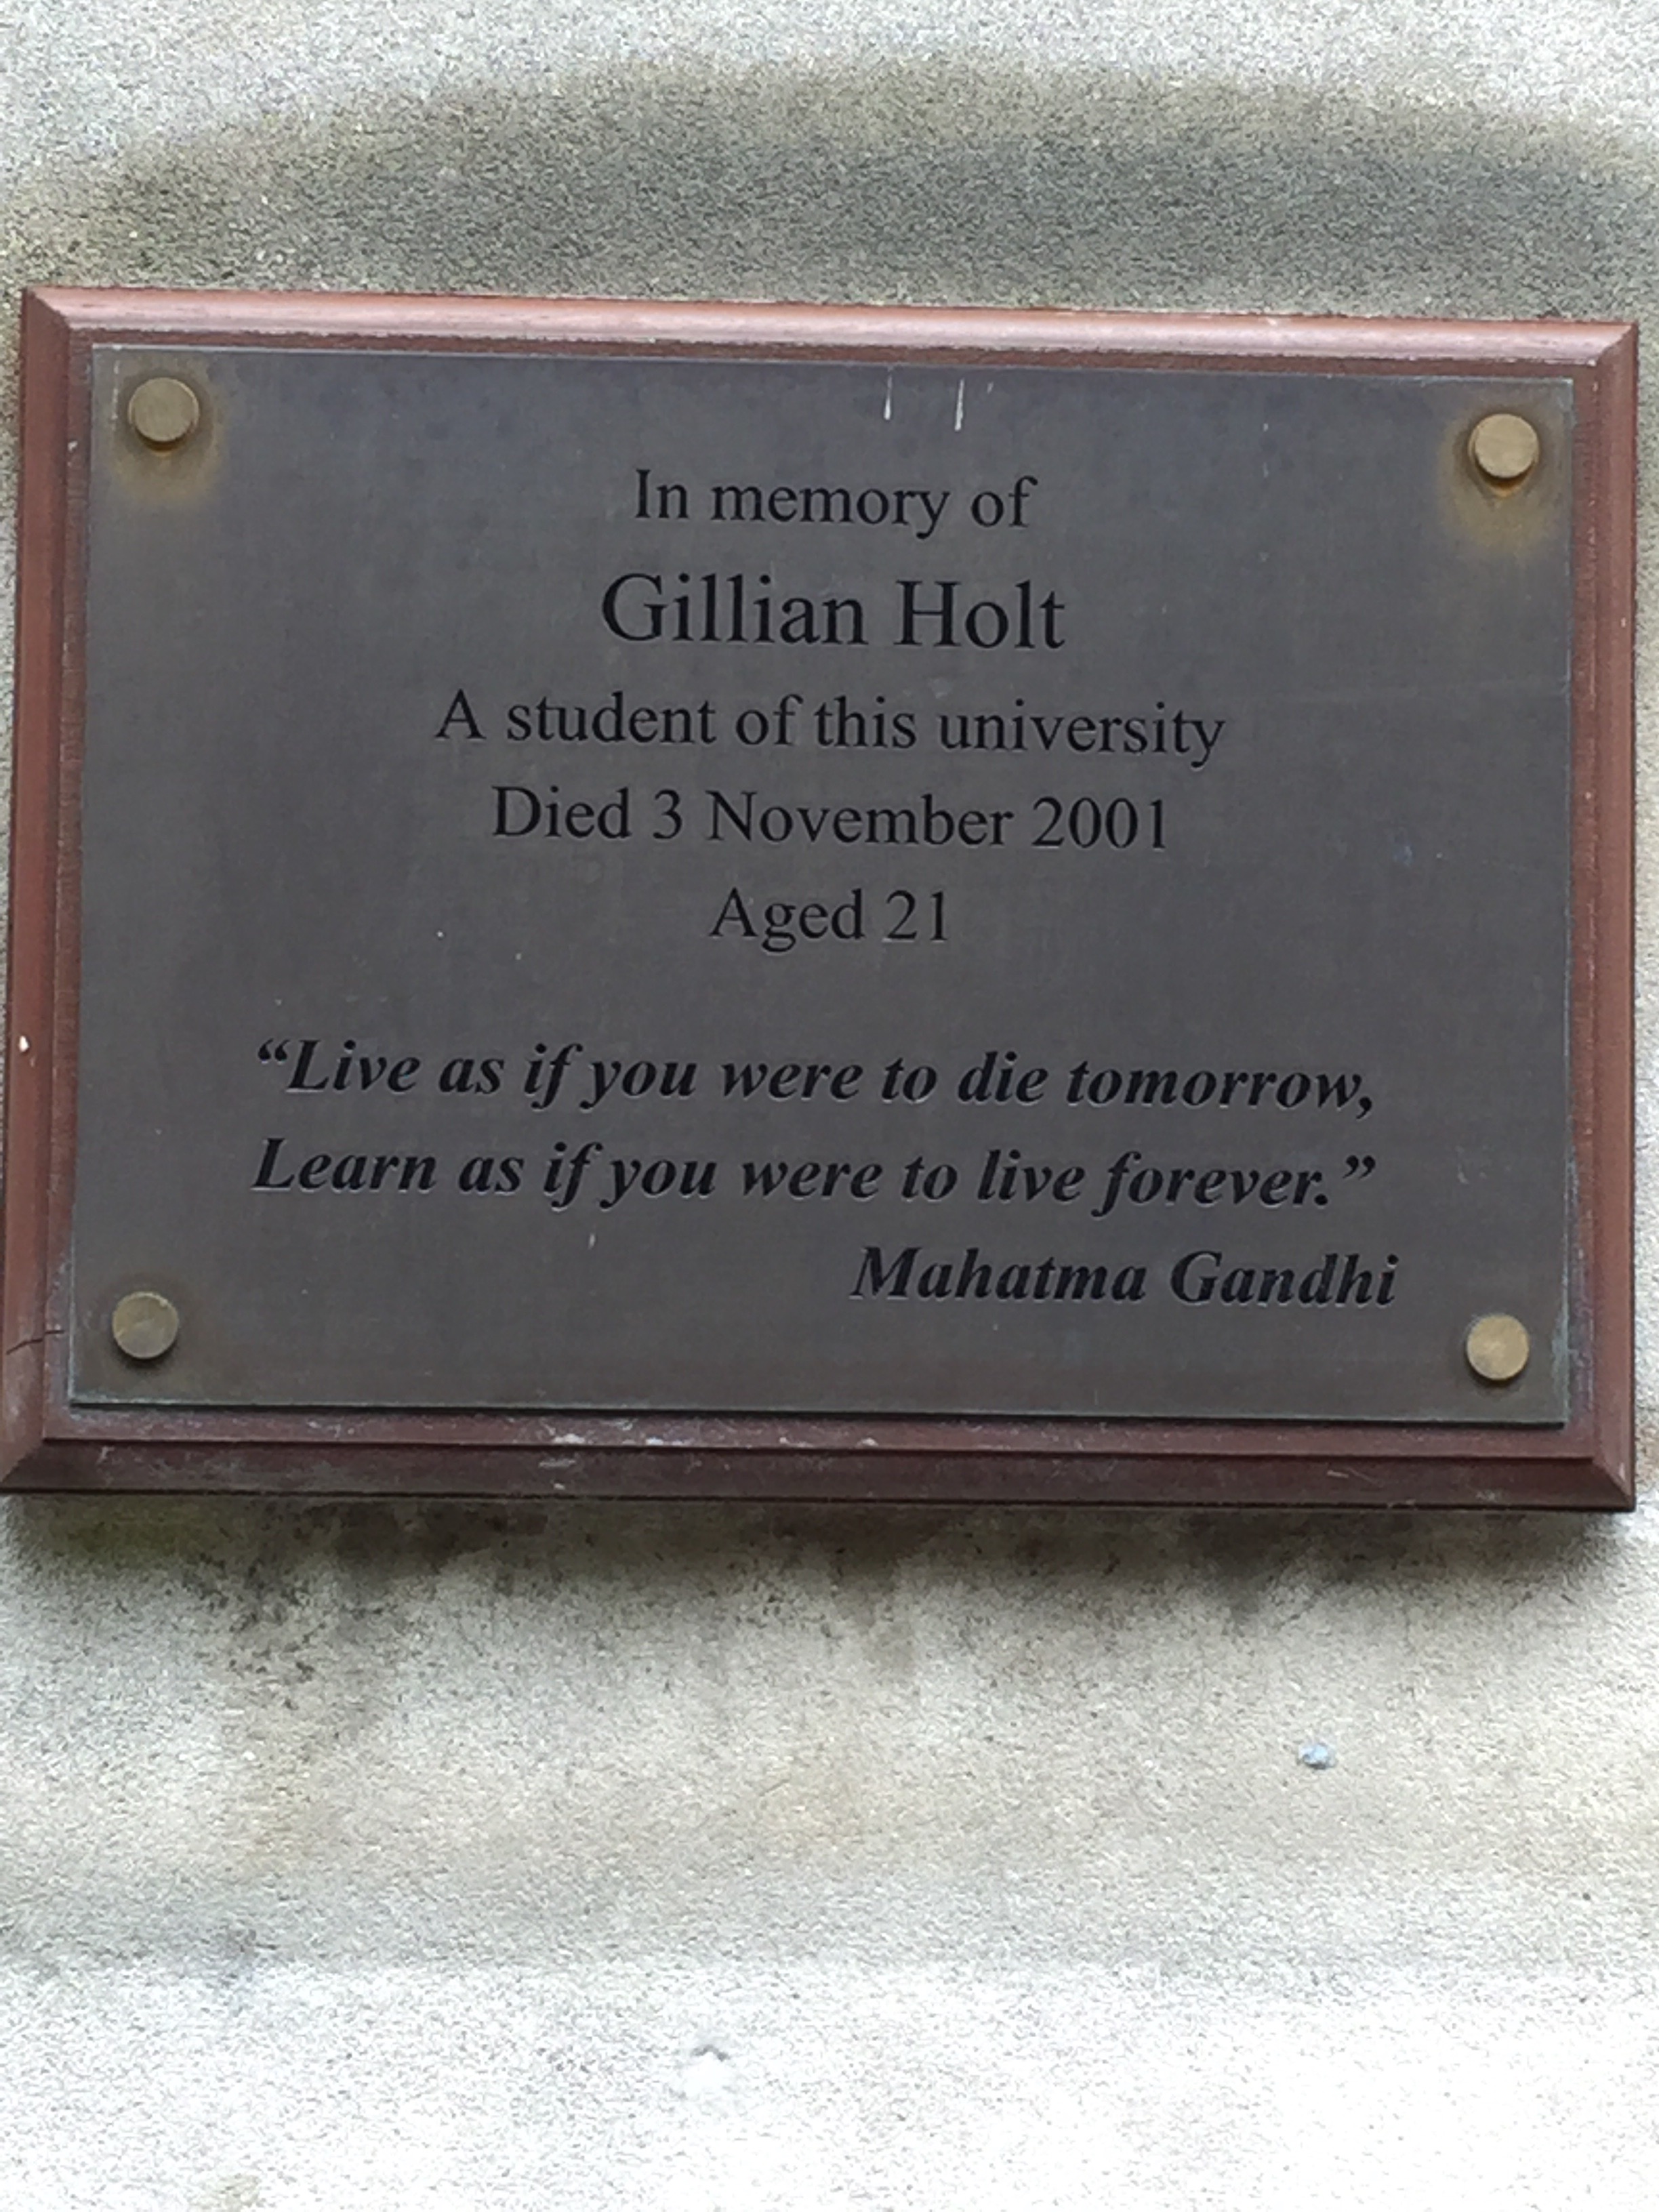 In memory of
Gillian Holt
A student of this university
Died 3 November 2001
Aged 21
“Live as if you were to die tomorrow,
Learn as if you were to live forever.”
Mahatma Gandhi